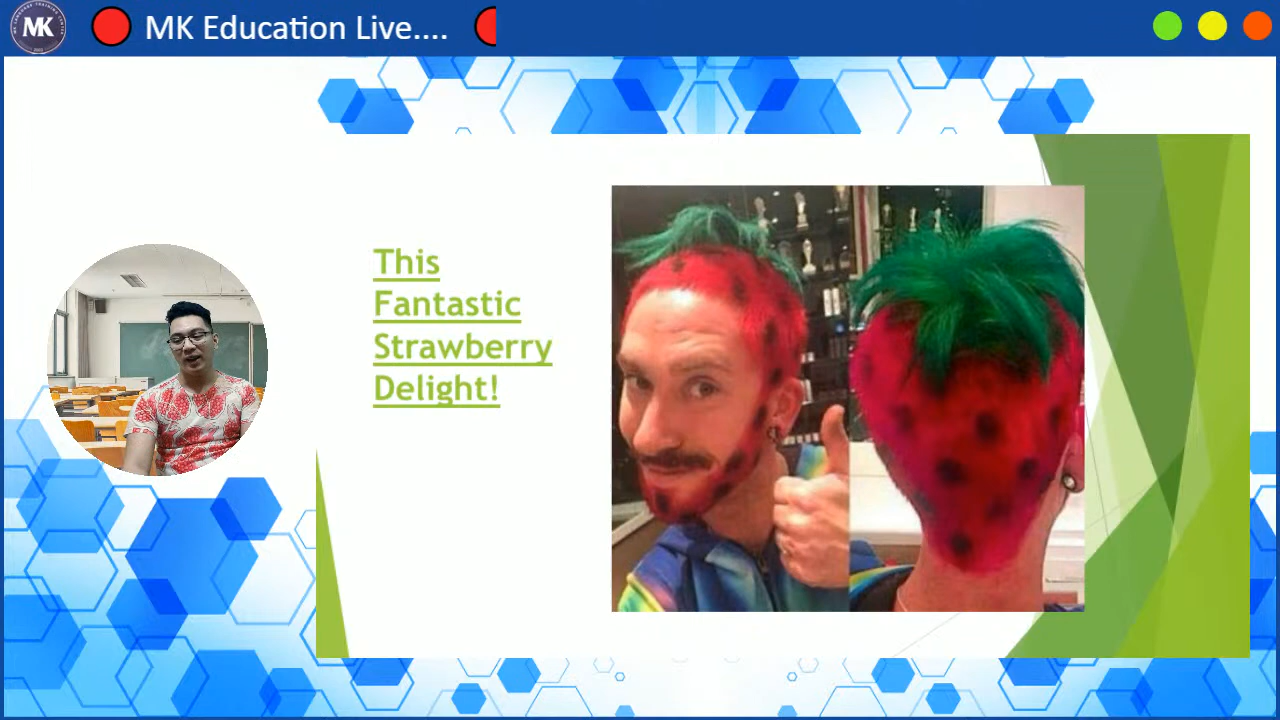 MK
MK Education Live....
This
Fantastic
Strawberry
Delight!